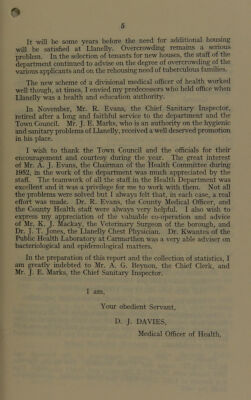 5
It will be some years before the need for additional housing
will be satisfied at Llanelly. Overcrowding remains a serious
problem. In the selection of tenants for new houses, the staff of the
department continued to advise on the degree of overcrowding of the
various applicants and on the rehousing need of tuberculous families.
The new scheme of a divisional medical officer of health worked
well though, at times, I envied my predecessors who held office when
Llanelly was a health and education authority.
In November, Mr. R. Evans, the Chief Sanitary Inspector,
retired after a long and faithful service to the department and the
Town Council. Mr. J. E. Marks, who is an authority on the hygienic
and sanitary problems of Llanelly, received a well deserved promotion
in his place.
I wish to thank the Town Council and the officials for their
encouragement and courtesy during the year. The great interest
of Mr. A. J. Evans, the Chairman of the Health Committee during
1952, in the work of the department was much appreciated by the
staff. The teamwork of all the staff in the Health Department was
excellent and it was a privilege for me to work with them. Not all
the problems were solved but I always felt that, in each case, a real
effort was made. Dr. R. Evans, the County Medical Officer, and
the County Health staff were always very helpful. I also wish to
express my appreciation of the valuable co-operation and advice
of Mr. K. J. Mackay, the Veterinary Surgeon of the borough, and
Dr. J. T. Jones, the Llanelly Chest Physician. Dr. Kwantes of the
Public Health Laboratory at Carmarthen was a very able adviser on
bacteriological and epidemiological matters.
In the preparation of this report and the collection of statistics, I
am greatly indebted to Mr. A. G. Beynon, the Chief Clerk, and
Mr. J. E. Marks, the Chief Sanitary Inspector.
I am,
Your obedient Servant,
D. J. DAVIES,
Medical Officer of Health.